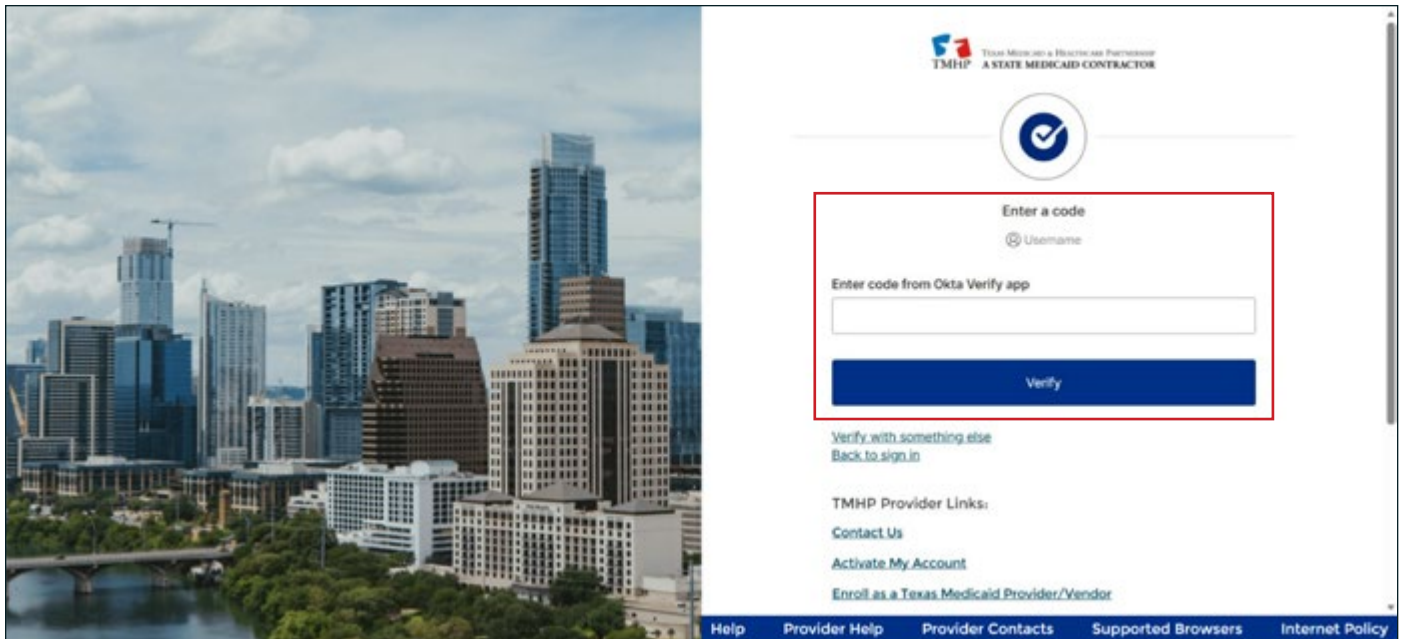 TEXAS MEDICAID & HEALTHCARE PARTNERSHIP
TMHP A STATE MEDICAID CONTRACTOR
Enter a code
Username
Enter code from Okta Verify app
Verify
Verify with something else
Back to sign in
TMHP Provider Links:
Contact Us
Activate My Account
Enroll as a Texas Medicaid Provider/Vendor
Help Provider Help Provider Contacts Supported Browsers Internet Policy